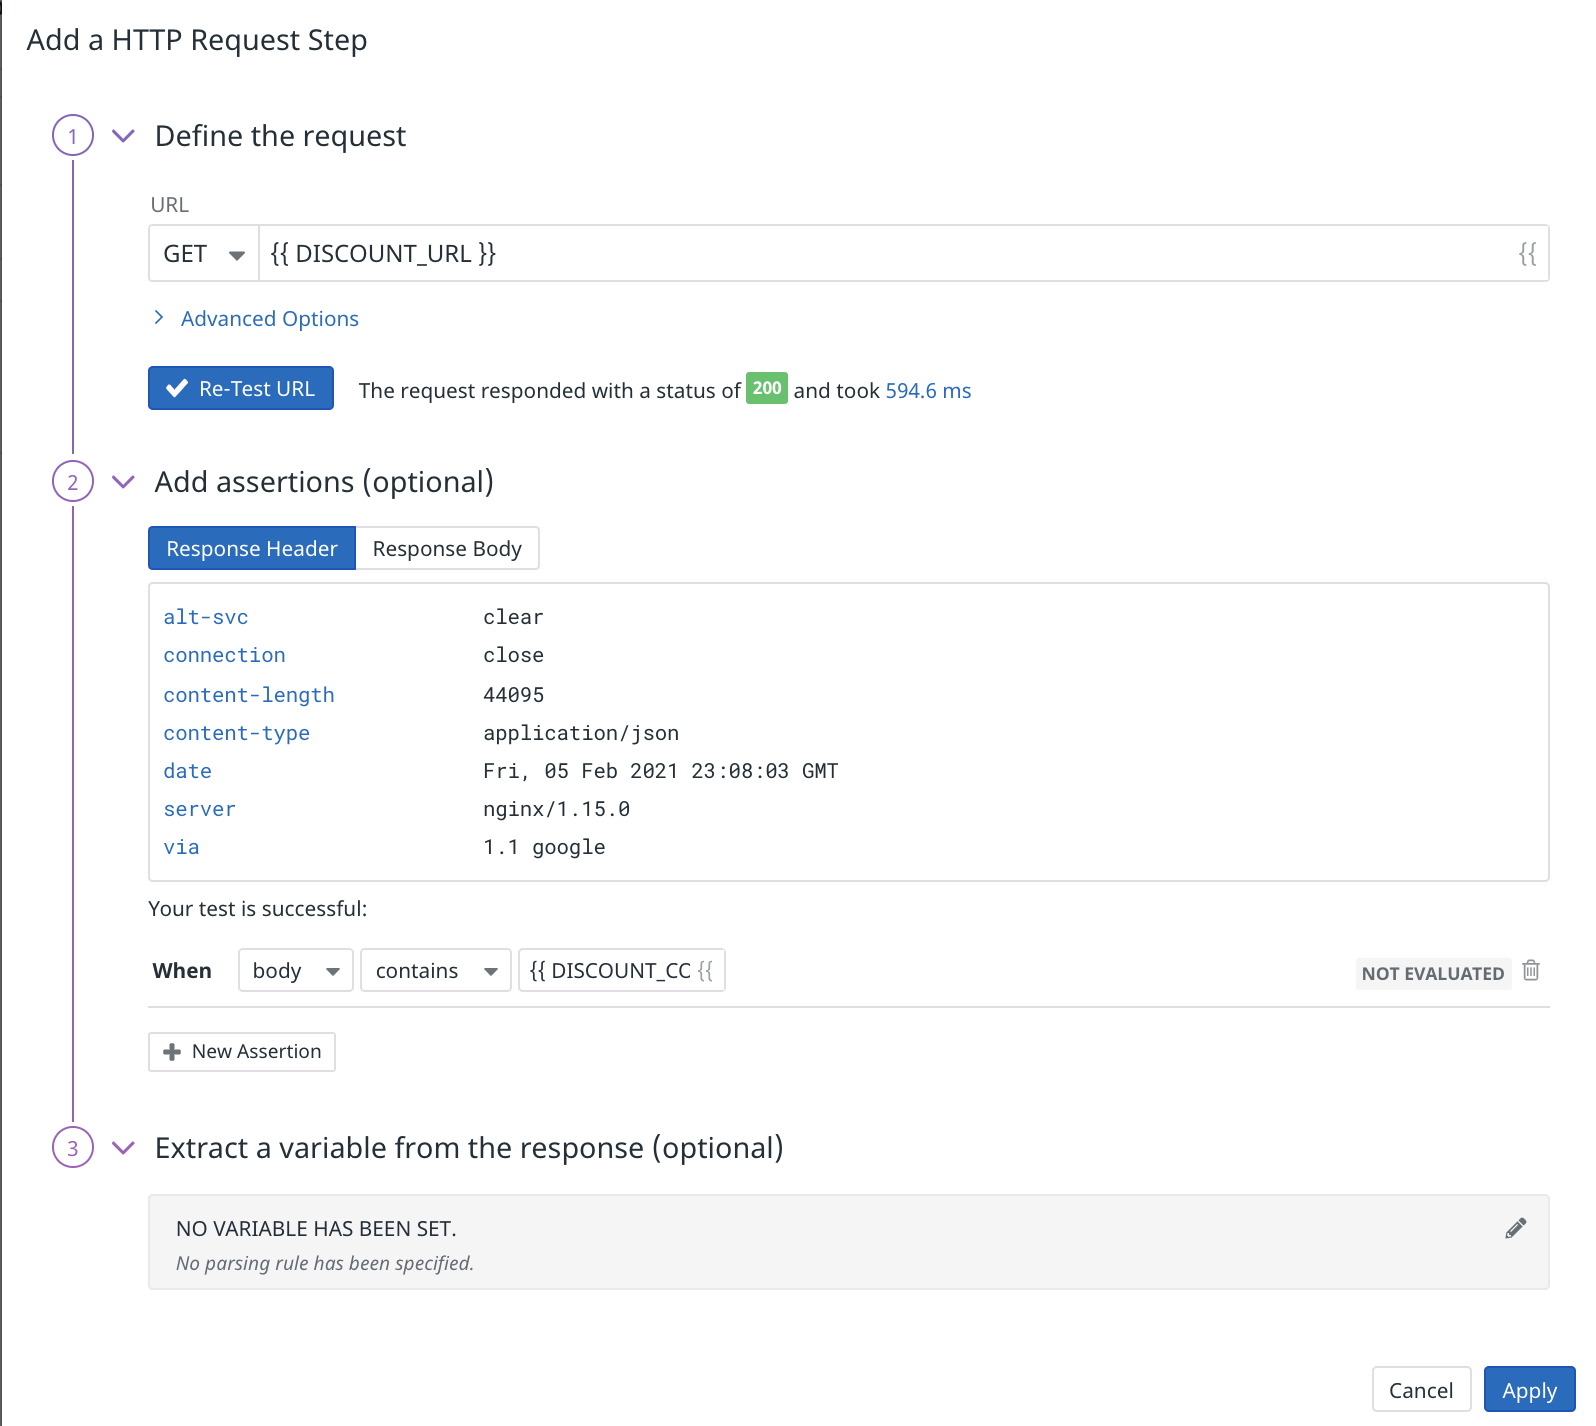 Add a HTTP Request Step
1 Define the request
URL
GET {{ DISCOUNT_URL }} {{
Advanced Options
Re-Test URL The request responded with a status of 200 and took 594.6 ms
2 Add assertions (optional)
Response Header Response Body
alt-svc clear
connection close
content-length 44095
content-type application/json
date Fri, 05 Feb 2021 23:08:03 GMT
server nginx/1.15.0
via 1.1 google
Your test is successful:
When body contains {{ DISCOUNT_CC {{ NOT EVALUATED
New Assertion
3 Extract a variable from the response (optional)
NO VARIABLE HAS BEEN SET.
No parsing rule has been specified.
Cancel Apply